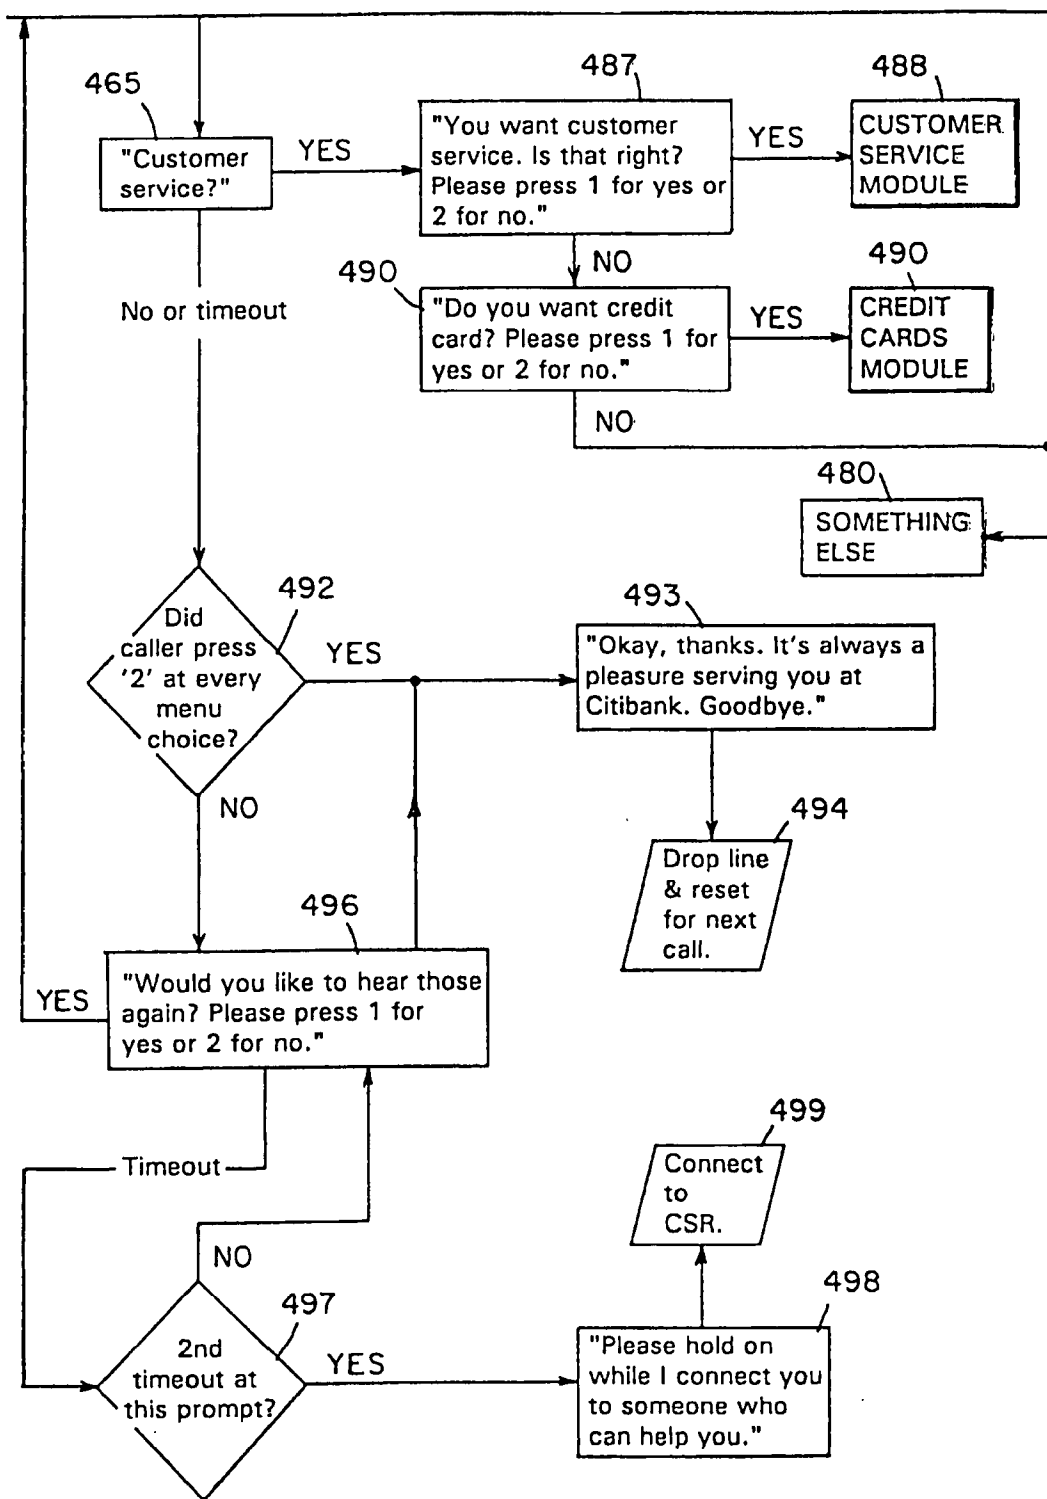 487
488
465
"You want customer
service. Is that right?
Please press 1 for yes or
2 for no."
YES
CUSTOMER
SERVICE
MODULE
"Customer
service?"
YES
NO
490
490
No or timeout
"Do you want credit
card? Please press 1 for
yes or 2 for no."
YES
CREDIT
CARDS
MODULE
NO
480
SOMETHING
ELSE
492
493
Did
caller press
'2' at every
menu
choice?
YES
"Okay, thanks. It's always a
pleasure serving you at
Citibank. Goodbye."
NO
494
Drop line
& reset
for next
call.
496
YES
"Would you like to hear those
again? Please press 1 for
yes or 2 for no."
499
Timeout
Connect
to
CSR.
NO
497
498
2nd
timeout at
this prompt?
YES
"Please hold on
while I connect you
to someone who
can help you."